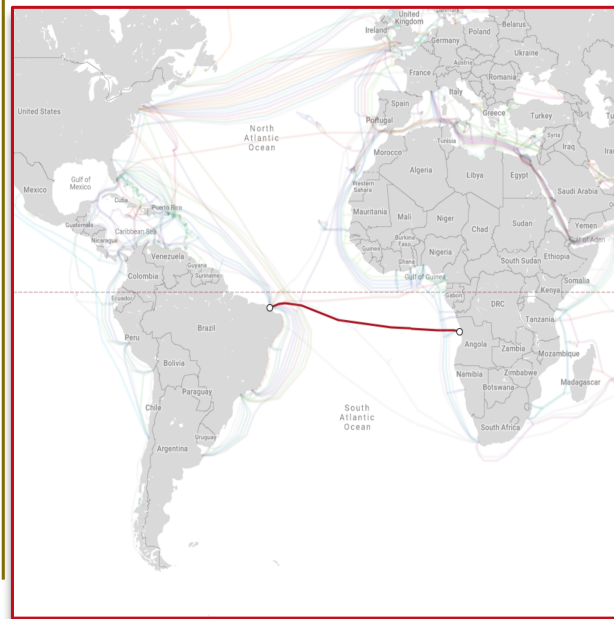 United
Kingdom
Ireland
Belarus
Poland
Germany
Ukraine
Austria
France
Romania
Italy
Spain
Portugal
Greece
Turkey
United States
North
Atlantic
Ocean
Tunisia
Syria
Iraq
Morocco
Gulf of
Mexico
Algeria
Libya
Egypt
Western
Sahara
Saudi Arabia
Mexico
Cuba
Puerto Rico
Mauritania
Mali
Niger
Sudan
Chad
Guatemala
Caribbean Sea
Nicaragua
Burkina
Faso
Yemen
Gulf of Aden
Guinea
Nigeria
Venezuela
Guyana
Ghana
South Sudan
Ethiopia
Colombia
Suriname
Gulf of Guinea
Somalia
Ecuador
Gabon
DRC
Kenya
Tanzania
Brazil
Peru
Angola
Zambia
Mozambique
Bolivia
Namibia
Zimbabwe
Botswana
Madagascar
Paraguay
Chile
South
Atlantic
Ocean
South Africa
Uruguay
Argentina